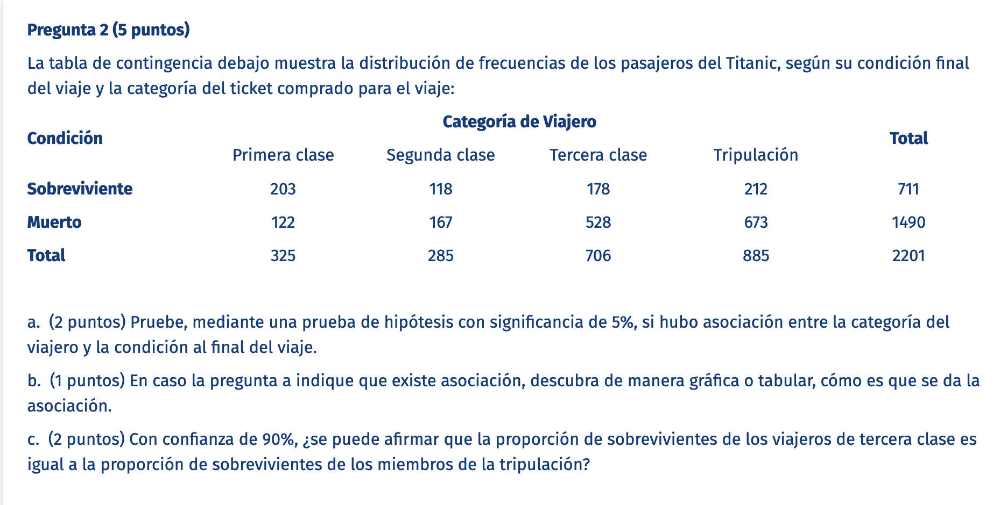 Pregunta 2 (5 puntos)
La tabla de contingencia debajo muestra la distribución de frecuencias de los pasajeros del Titanic, según su condición final
del viaje y la categoría del ticket comprado para el viaje:
Categoría de Viajero
Condición Total
Primera clase Segunda clase Tercera clase Tripulación
Sobreviviente 203 118 178 212 711
Muerto 122 167 528 673 1490
Total 325 285 706 885 2201
a. (2 puntos) Pruebe, mediante una prueba de hipótesis con significancia de 5%, si hubo asociación entre la categoría del
viajero y la condición al final del viaje.
b. (1 puntos) En caso la pregunta a indique que existe asociación, descubra de manera gráfica o tabular, cómo es que se da la
asociación.
c. (2 puntos) Con confianza de 90%, ¿se puede afirmar que la proporción de sobrevivientes de los viajeros de tercera clase es
igual a la proporción de sobrevivientes de los miembros de la tripulación?